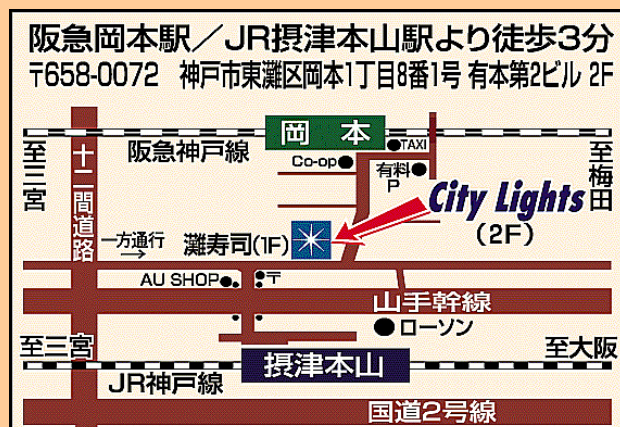 阪急岡本駅／JR摂津本山駅より徒歩3分
〒658-0072 神戸市東灘区岡本1丁目8番1号 有本第2ビル 2F
岡本
TAXI
至三宮
十二間道路
阪急神戸線
Co-op
有料P
至梅田
City Lights
(2F)
一方通行
灘寿司(1F)
AU SHOP
〒
山手幹線
ローソン
至三宮
摂津本山
至大阪
JR神戸線
国道2号線